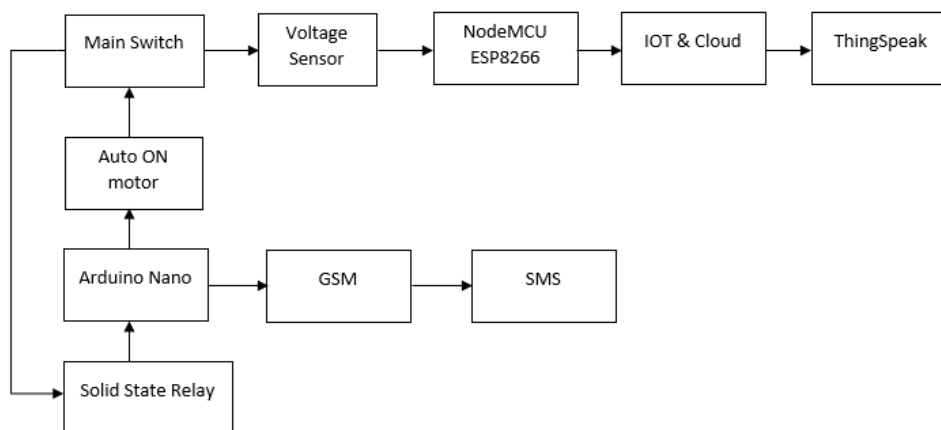 Main Switch
Voltage
Sensor
NodeMCU
ESP8266
IOT & Cloud
ThingSpeak
Auto ON
motor
Arduino Nano
GSM
SMS
Solid State Relay